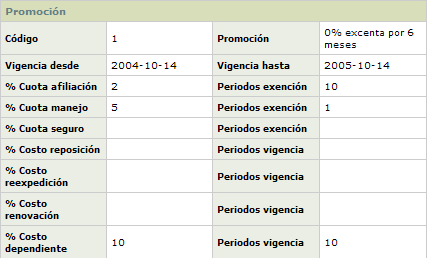 Promoción
Código 1 Promoción 0% excenta por 6 meses
Vigencia desde 2004-10-14 Vigencia hasta 2005-10-14
% Cuota afiliación 2 Periodos exención 10
% Cuota manejo 5 Periodos exención 1
% Cuota seguro Periodos exención
% Costo reposición Periodos vigencia
% Costo reexpedición Periodos vigencia
% Costo renovación Periodos vigencia
% Costo dependiente 10 Periodos vigencia 10